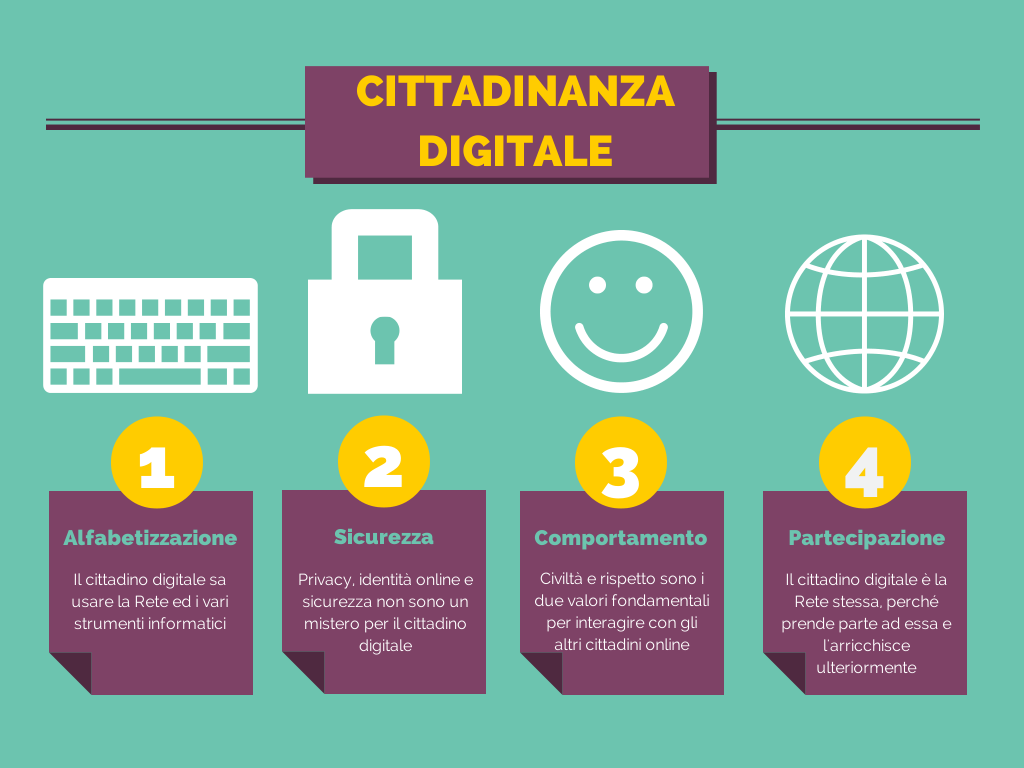 CITTADINANZA
DIGITALE
1
Alfabetizzazione
Il cittadino digitale sa
usare la Rete ed i vari
strumenti informatici
2
Sicurezza
Privacy, identità online e
sicurezza non sono un
mistero per il cittadino
digitale
3
Comportamento
Civiltà e rispetto sono i
due valori fondamentali
per interagire con gli
altri cittadini online
4
Partecipazione
Il cittadino digitale è la
Rete stessa, perché
prende parte ad essa e
l'arricchisce
ulteriormente